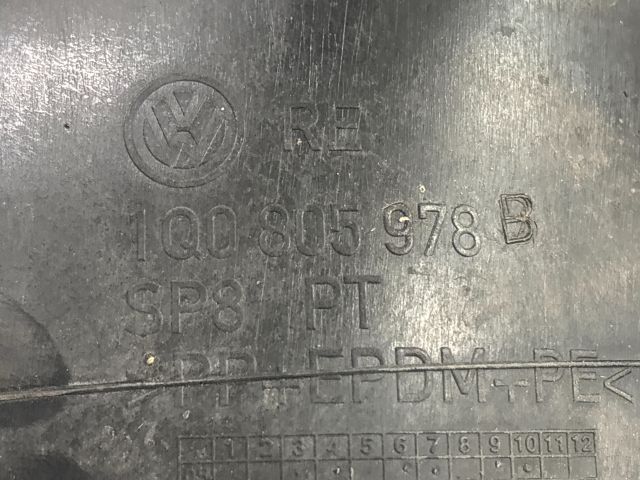 VW RE
1Q0 805 978 B
SP8 PT
>PP+EPDM+PE<
1 2 3 4 5 6 7 8 9 10 11 12